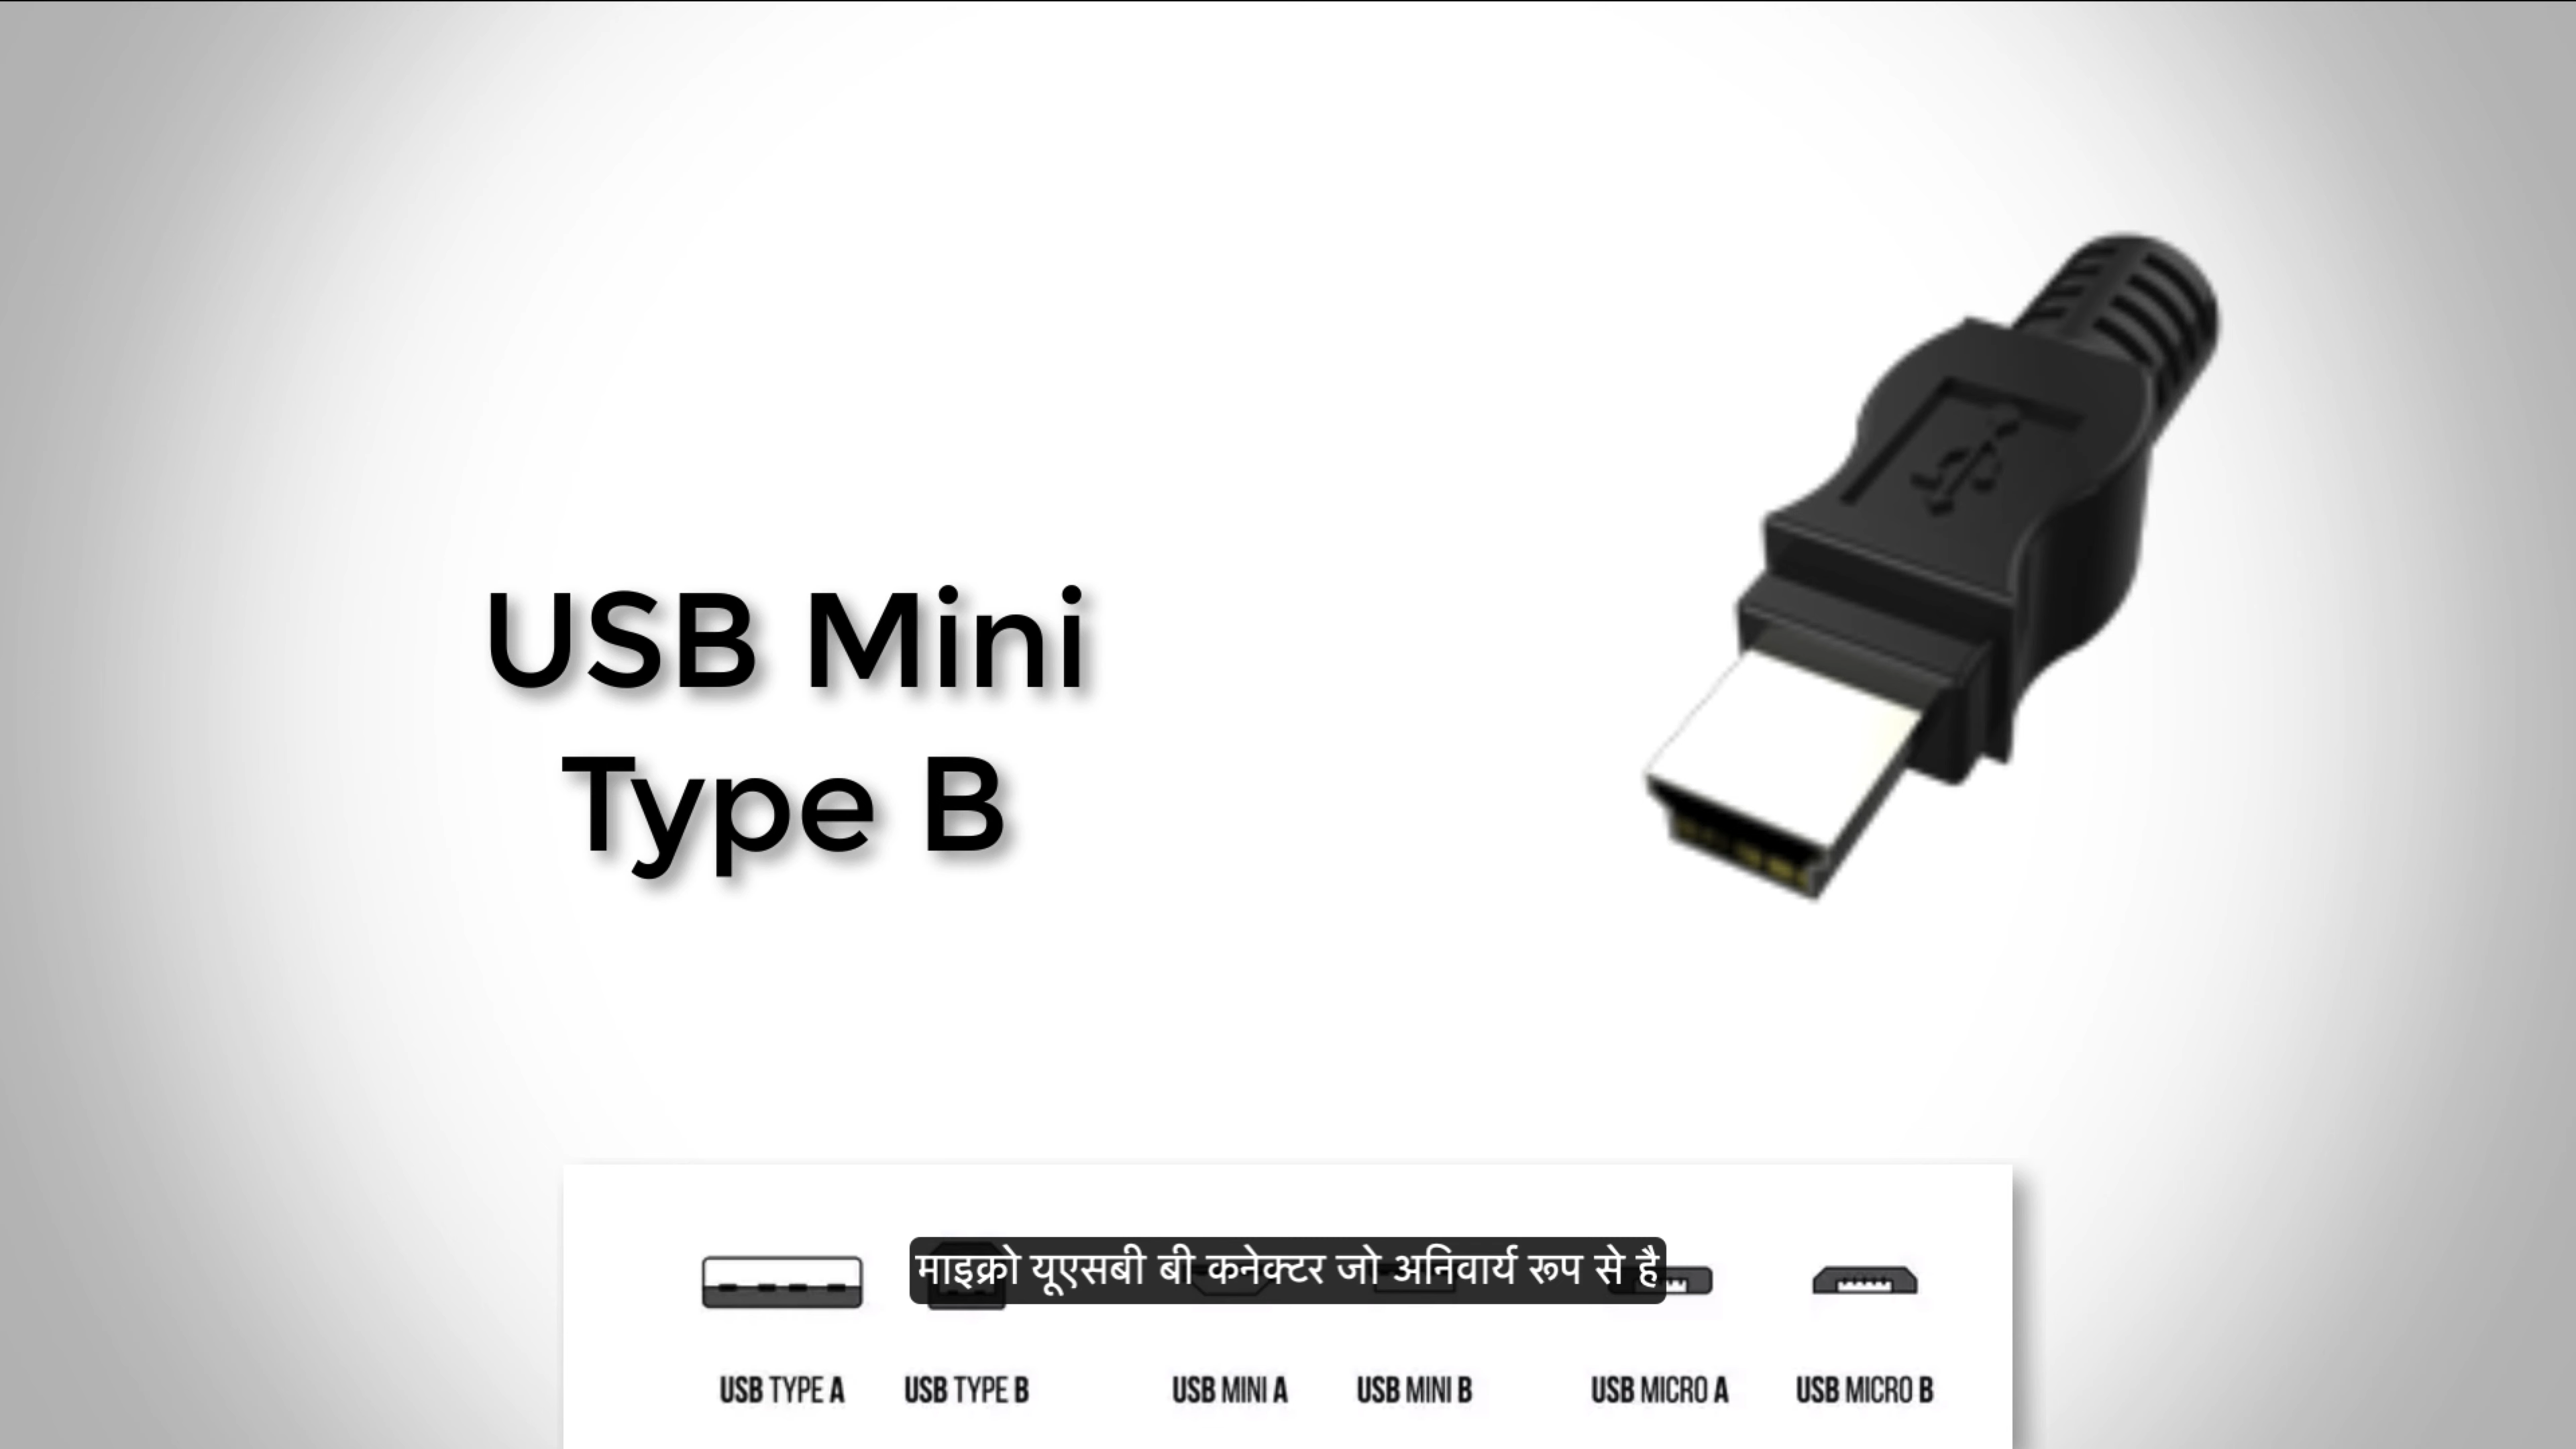 USB Mini
Type B
माइक्रो यूएसबी बी कनेक्टर जो अनिवार्य रूप से है
USB TYPE A
USB TYPE B
USB MINI A
USB MINI B
USB MICRO A
USB MICRO B